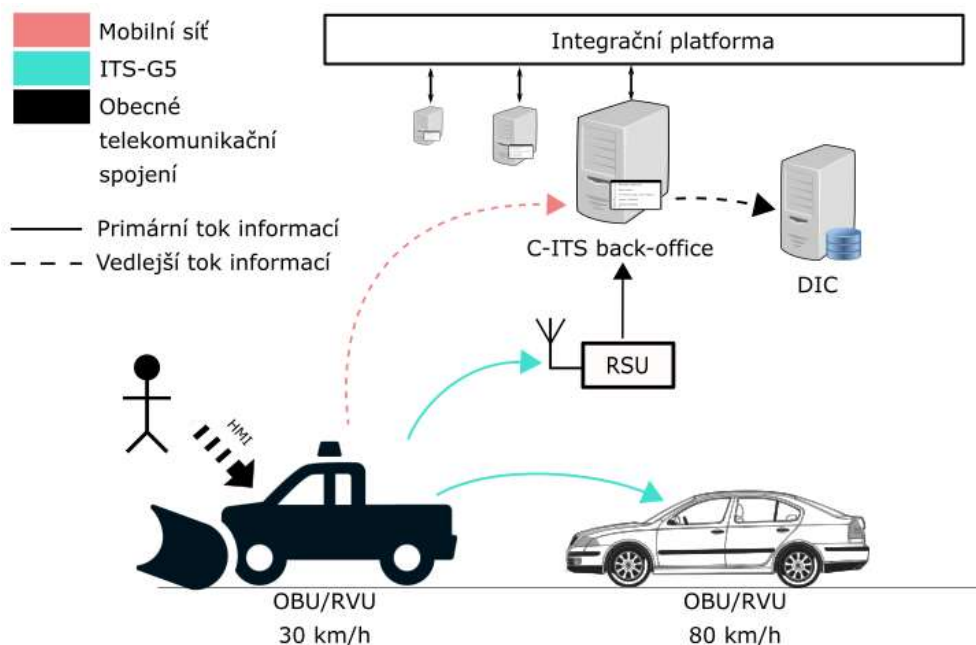 Mobilní síť
ITS-G5
Obecné
telekomunikační
spojení
Primární tok informací
Vedlejší tok informací
Integrační platforma
C-ITS back-office
DIC
RSU
HMI
OBU/RVU
30 km/h
OBU/RVU
80 km/h